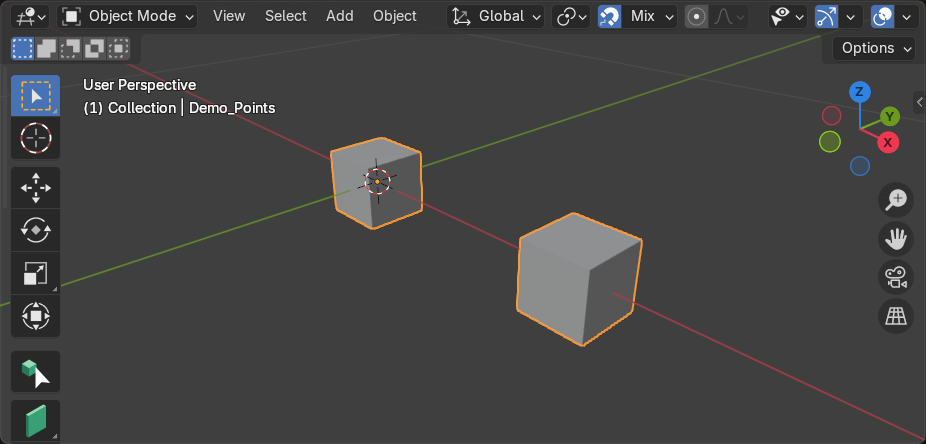 Object Mode View Select Add Object Global Mix
Options
User Perspective
(1) Collection | Demo_Points
Z
Y
X